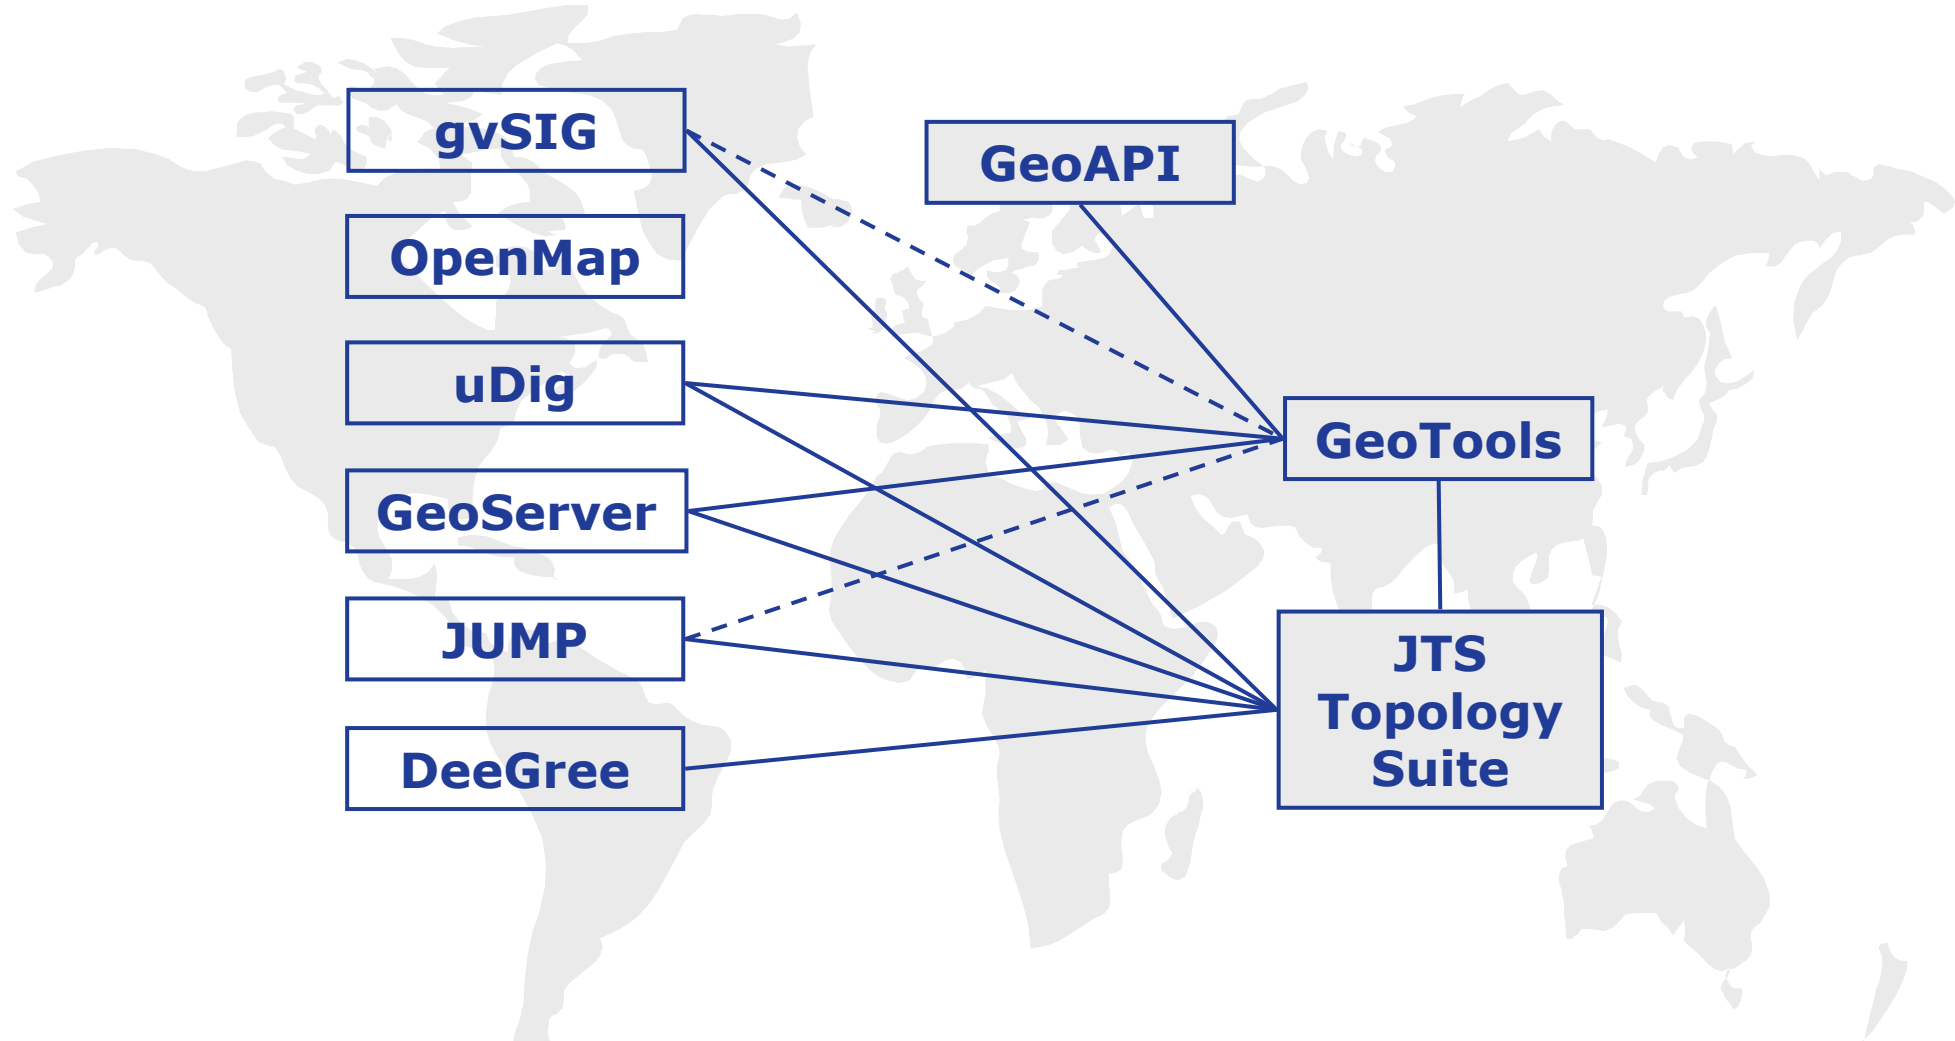 gvSIG
GeoAPI
OpenMap
uDig
GeoTools
GeoServer
JUMP
JTS
Topology
Suite
DeeGree